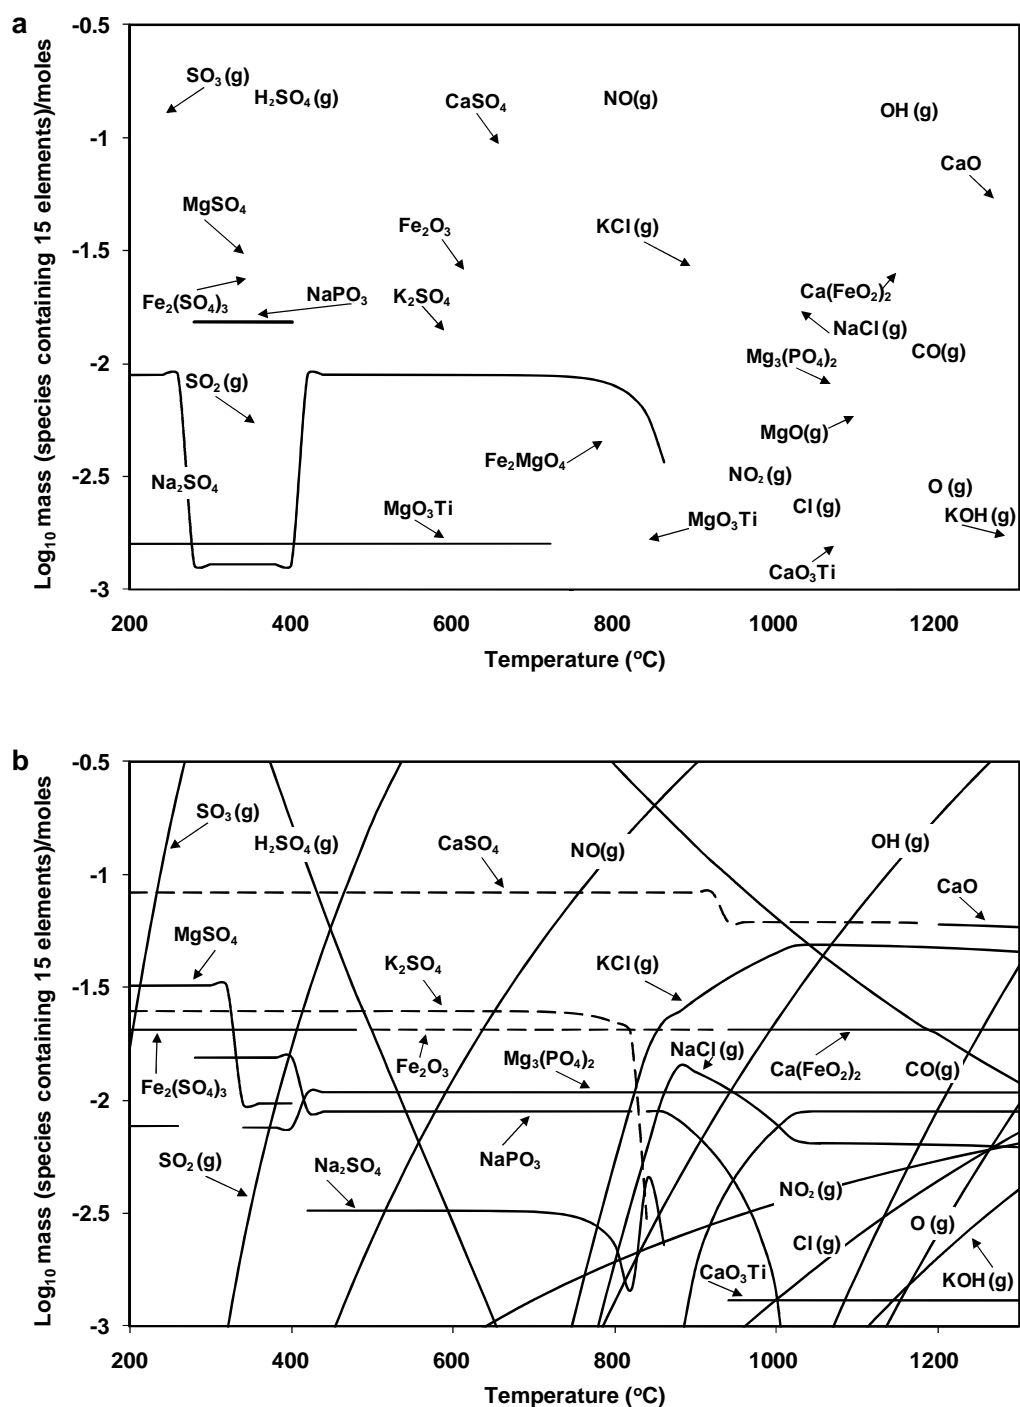 a
Log₁₀ mass (species containing 15 elements)/moles
-0.5
-1
-1.5
-2
-2.5
-3
SO₃ (g)
H₂SO₄ (g)
CaSO₄
NO(g)
OH (g)
CaO
MgSO₄
Fe₂O₃
KCl (g)
Fe₂(SO₄)₃
NaPO₃
K₂SO₄
Ca(FeO₂)₂
NaCl (g)
Mg₃(PO₄)₂
CO(g)
SO₂ (g)
MgO(g)
Na₂SO₄
Fe₂MgO₄
NO₂ (g)
O (g)
MgO₃Ti
MgO₃Ti
Cl (g)
KOH (g)
CaO₃Ti
200 400 600 800 1000 1200
Temperature (°C)
b
Log₁₀ mass (species containing 15 elements)/moles
-0.5
-1
-1.5
-2
-2.5
-3
SO₃ (g)
H₂SO₄ (g)
CaSO₄
NO(g)
OH (g)
CaO
MgSO₄
K₂SO₄
KCl (g)
Fe₂(SO₄)₃
Fe₂O₃
Mg₃(PO₄)₂
NaCl (g)
Ca(FeO₂)₂
CO(g)
SO₂ (g)
Na₂SO₄
NaPO₃
NO₂ (g)
Cl (g)
O (g)
CaO₃Ti
KOH (g)
200 400 600 800 1000 1200
Temperature (°C)